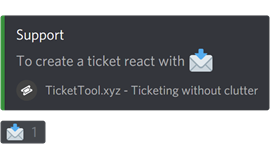 Support
To create a ticket react with 📩
TicketTool.xyz - Ticketing without clutter
1